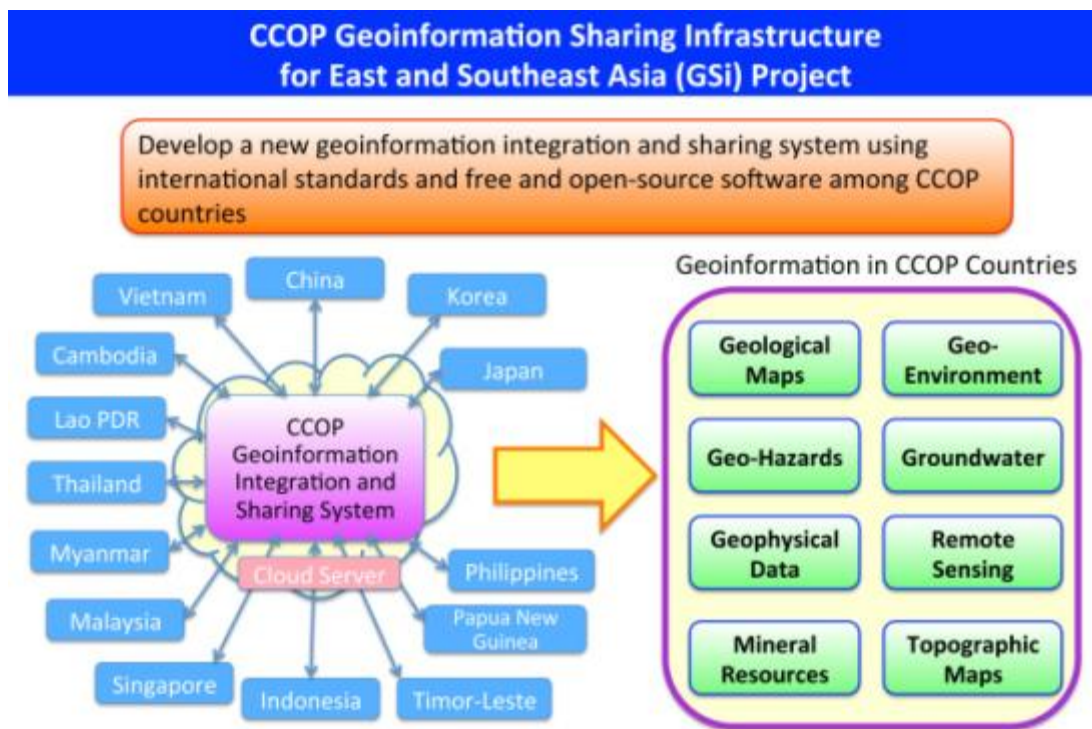 CCOP Geoinformation Sharing Infrastructure
for East and Southeast Asia (GSi) Project
Develop a new geoinformation integration and sharing system using
international standards and free and open-source software among CCOP
countries
China
Vietnam
Korea
Cambodia
Japan
Lao PDR
Thailand
Myanmar
Malaysia
Singapore
Indonesia
Timor-Leste
Papua New
Guinea
Philippines
CCOP
Geoinformation
Integration and
Sharing System
Cloud Server
Geoinformation in CCOP Countries
Geological
Maps
Geo-
Environment
Geo-Hazards
Groundwater
Geophysical
Data
Remote
Sensing
Mineral
Resources
Topographic
Maps